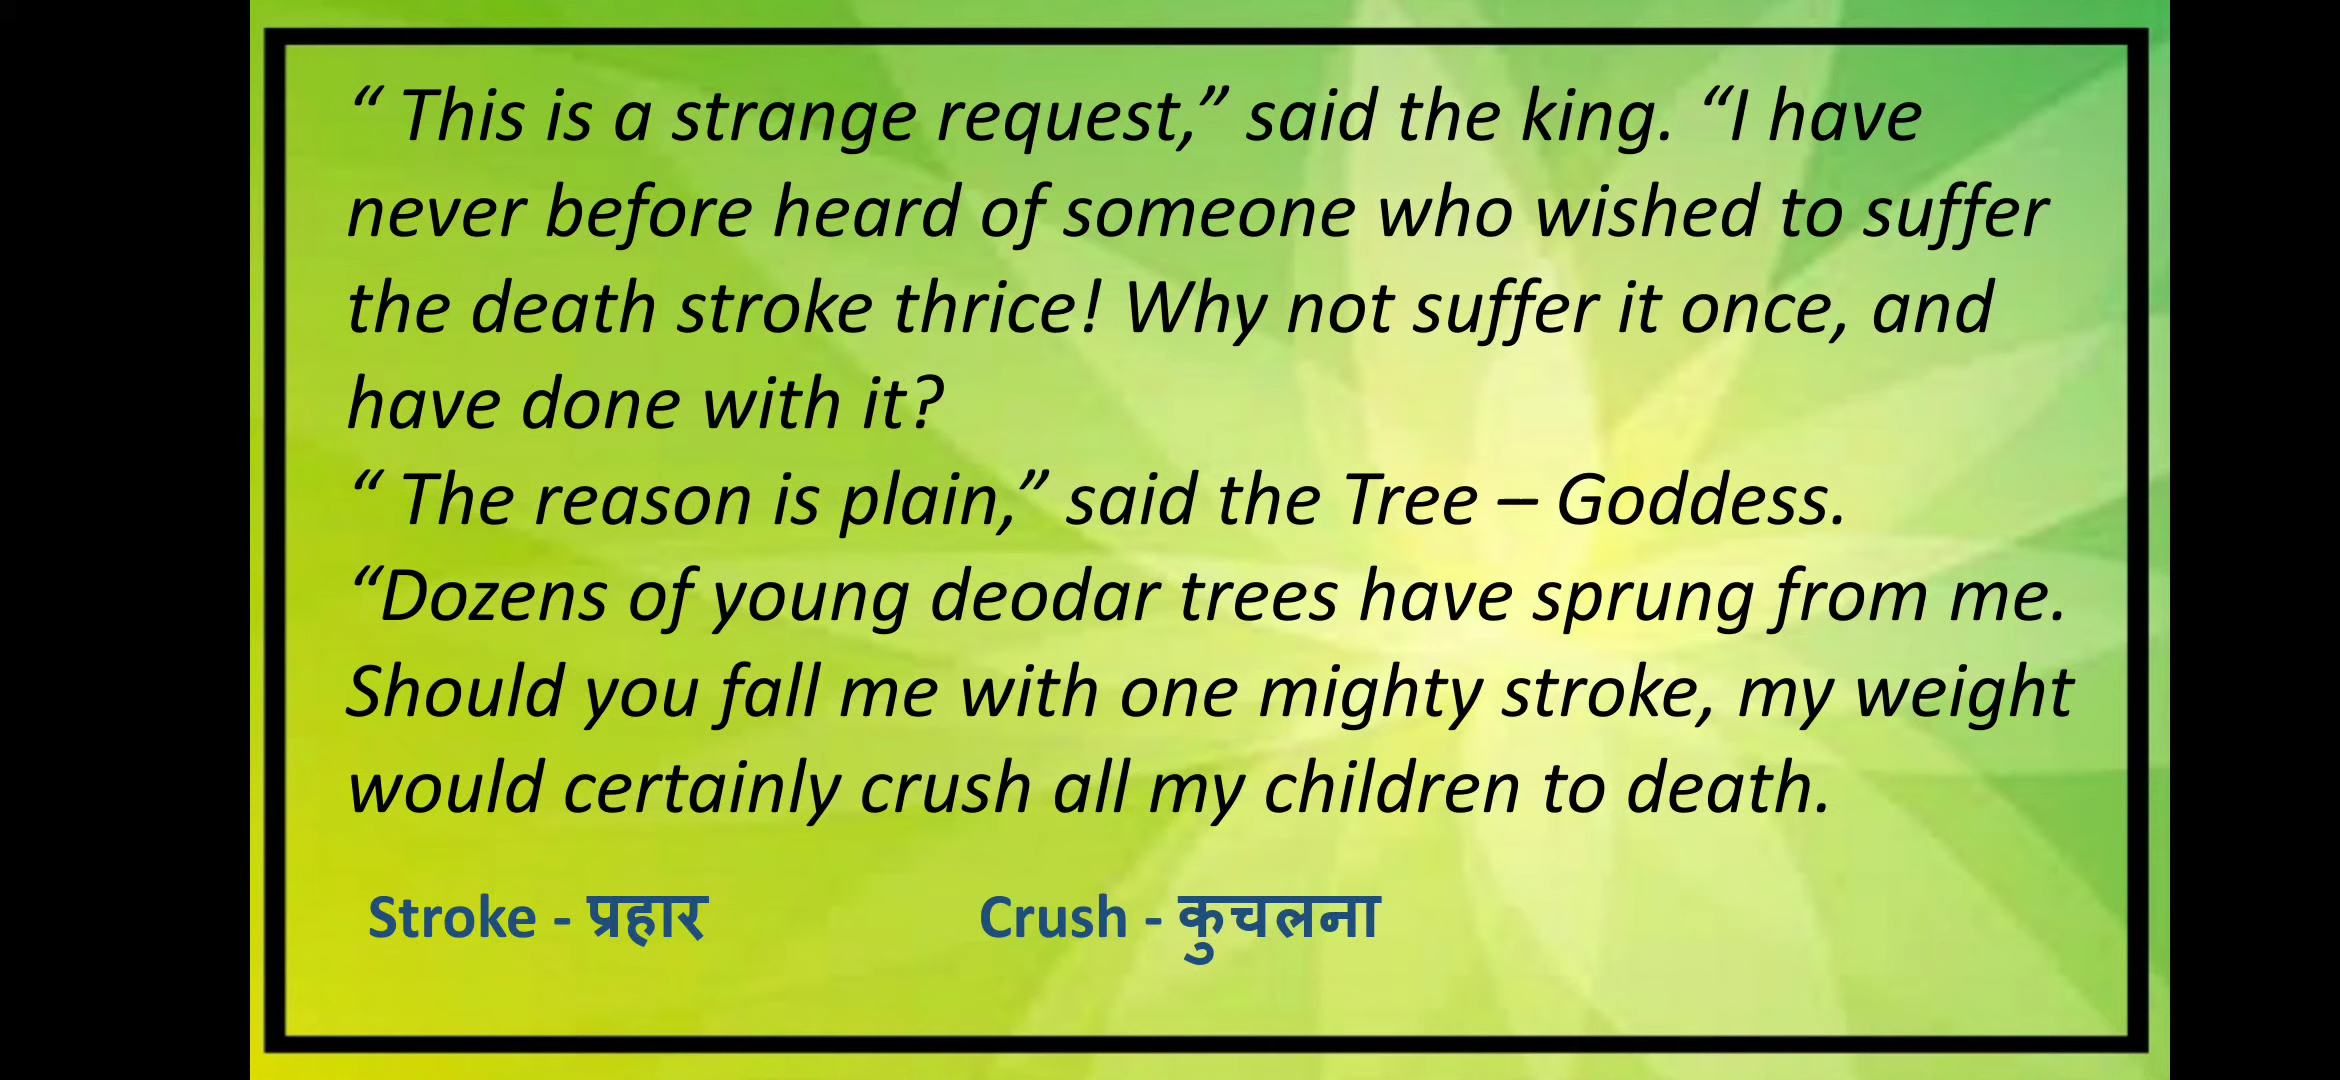 “ This is a strange request,” said the king. “I have
never before heard of someone who wished to suffer
the death stroke thrice! Why not suffer it once, and
have done with it?
“ The reason is plain,” said the Tree – Goddess.
“Dozens of young deodar trees have sprung from me.
Should you fall me with one mighty stroke, my weight
would certainly crush all my children to death.
Stroke - प्रहार Crush - कुचलना